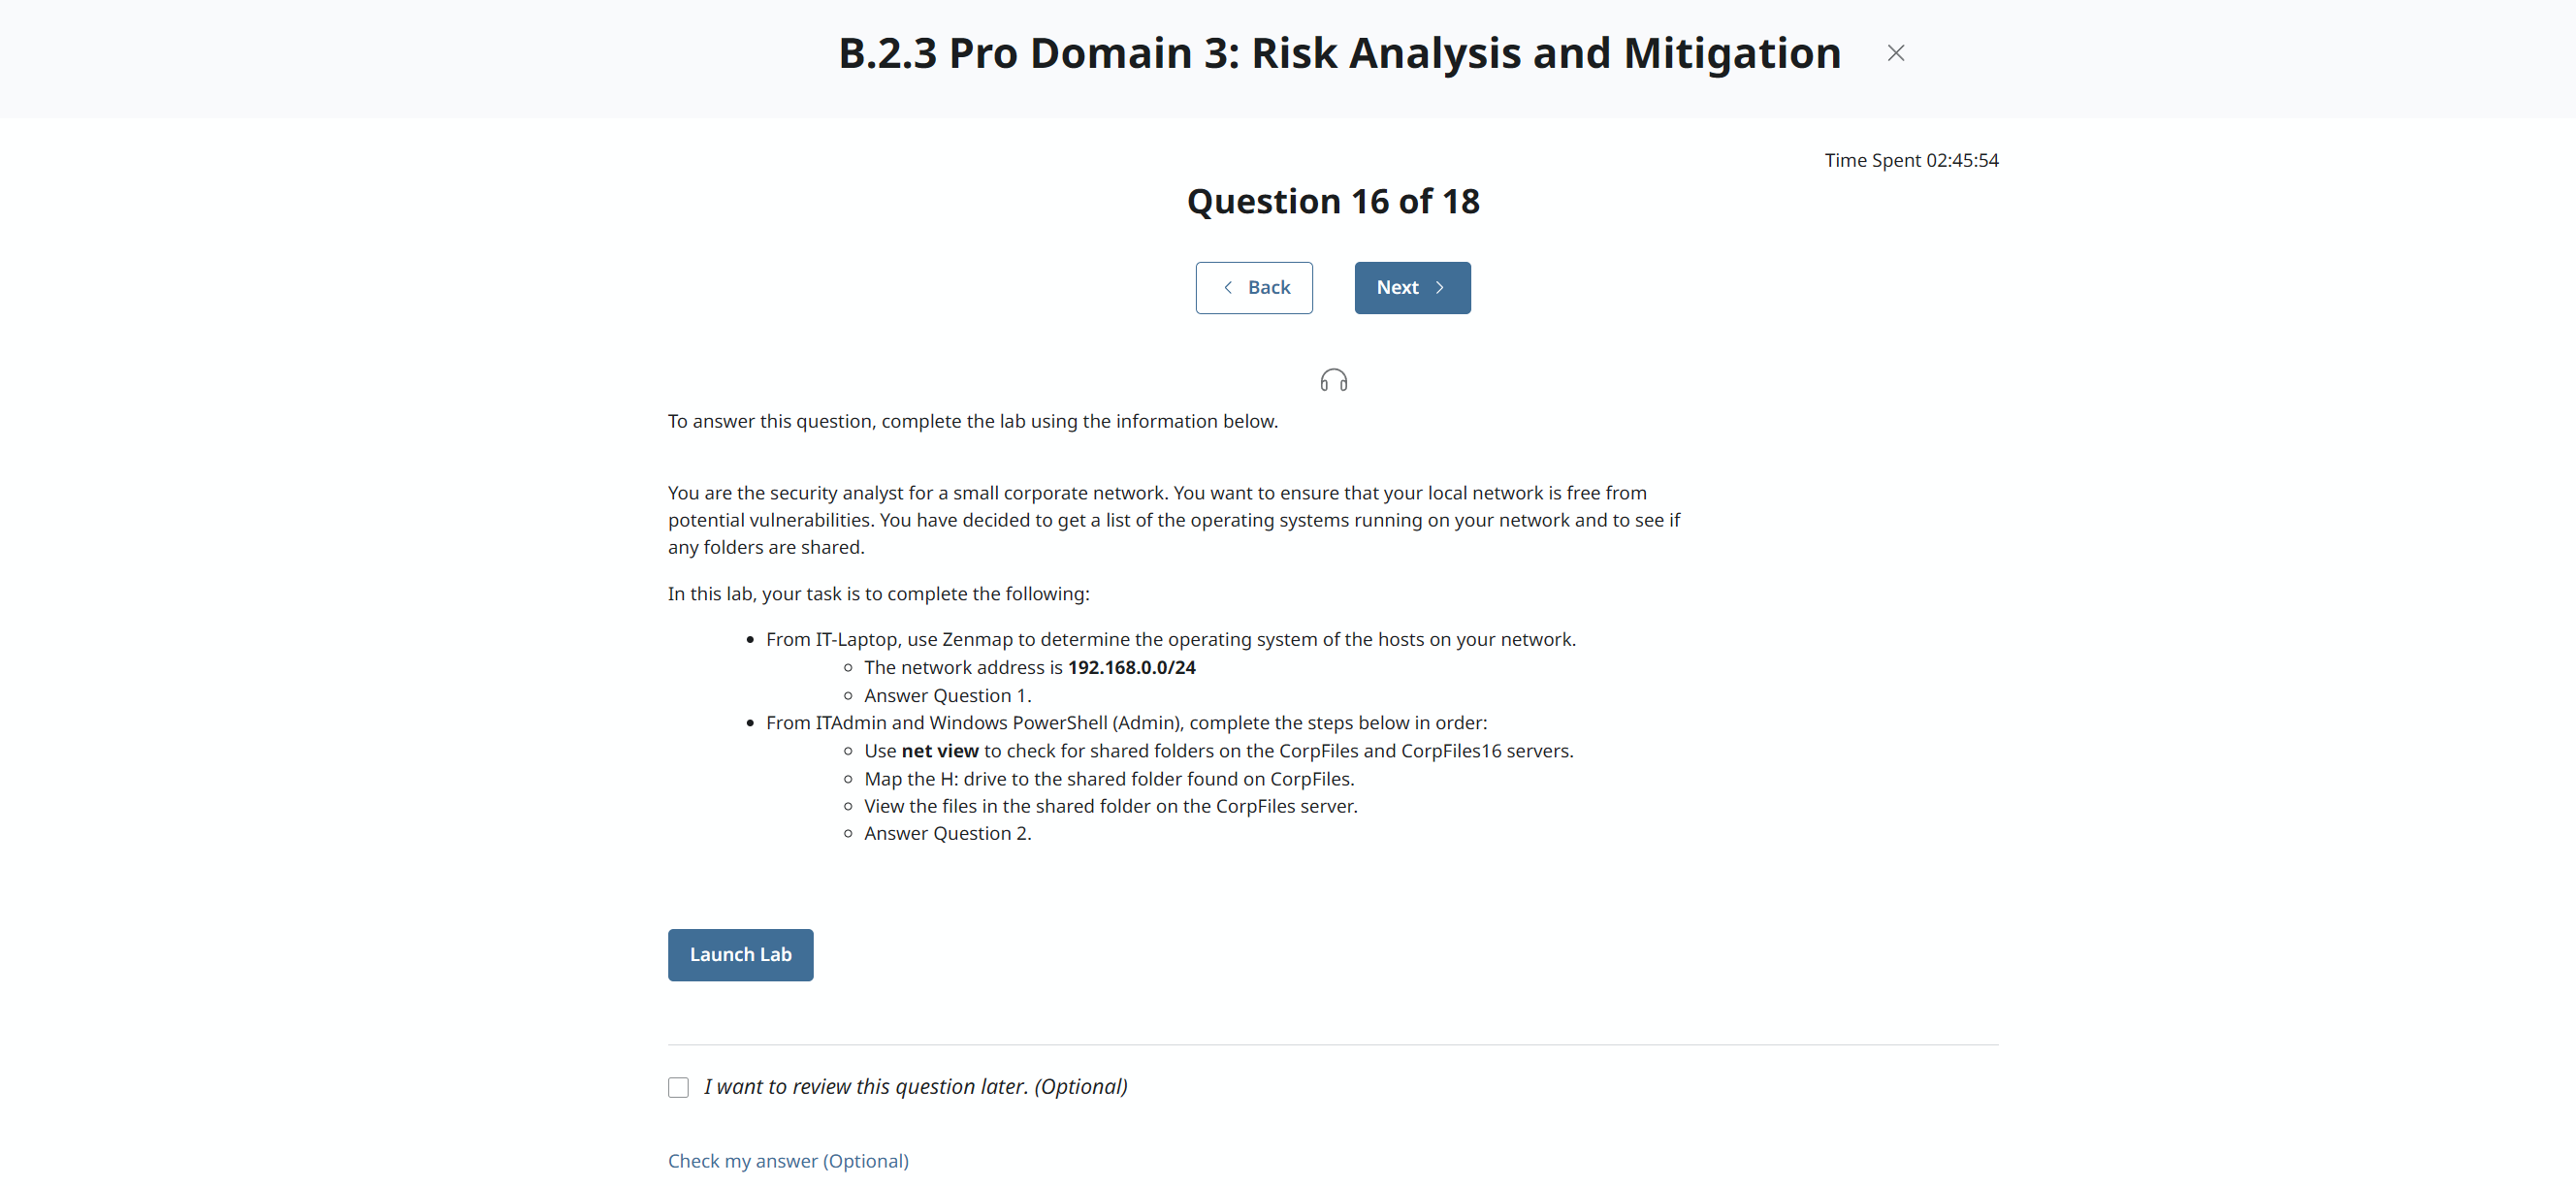 B.2.3 Pro Domain 3: Risk Analysis and Mitigation
Time Spent 02:45:54
Question 16 of 18
Back
Next
To answer this question, complete the lab using the information below.
You are the security analyst for a small corporate network. You want to ensure that your local network is free from
potential vulnerabilities. You have decided to get a list of the operating systems running on your network and to see if
any folders are shared.
In this lab, your task is to complete the following:
From IT-Laptop, use Zenmap to determine the operating system of the hosts on your network.
The network address is 192.168.0.0/24
Answer Question 1.
From ITAdmin and Windows PowerShell (Admin), complete the steps below in order:
Use net view to check for shared folders on the CorpFiles and CorpFiles16 servers.
Map the H: drive to the shared folder found on CorpFiles.
View the files in the shared folder on the CorpFiles server.
Answer Question 2.
Launch Lab
I want to review this question later. (Optional)
Check my answer (Optional)